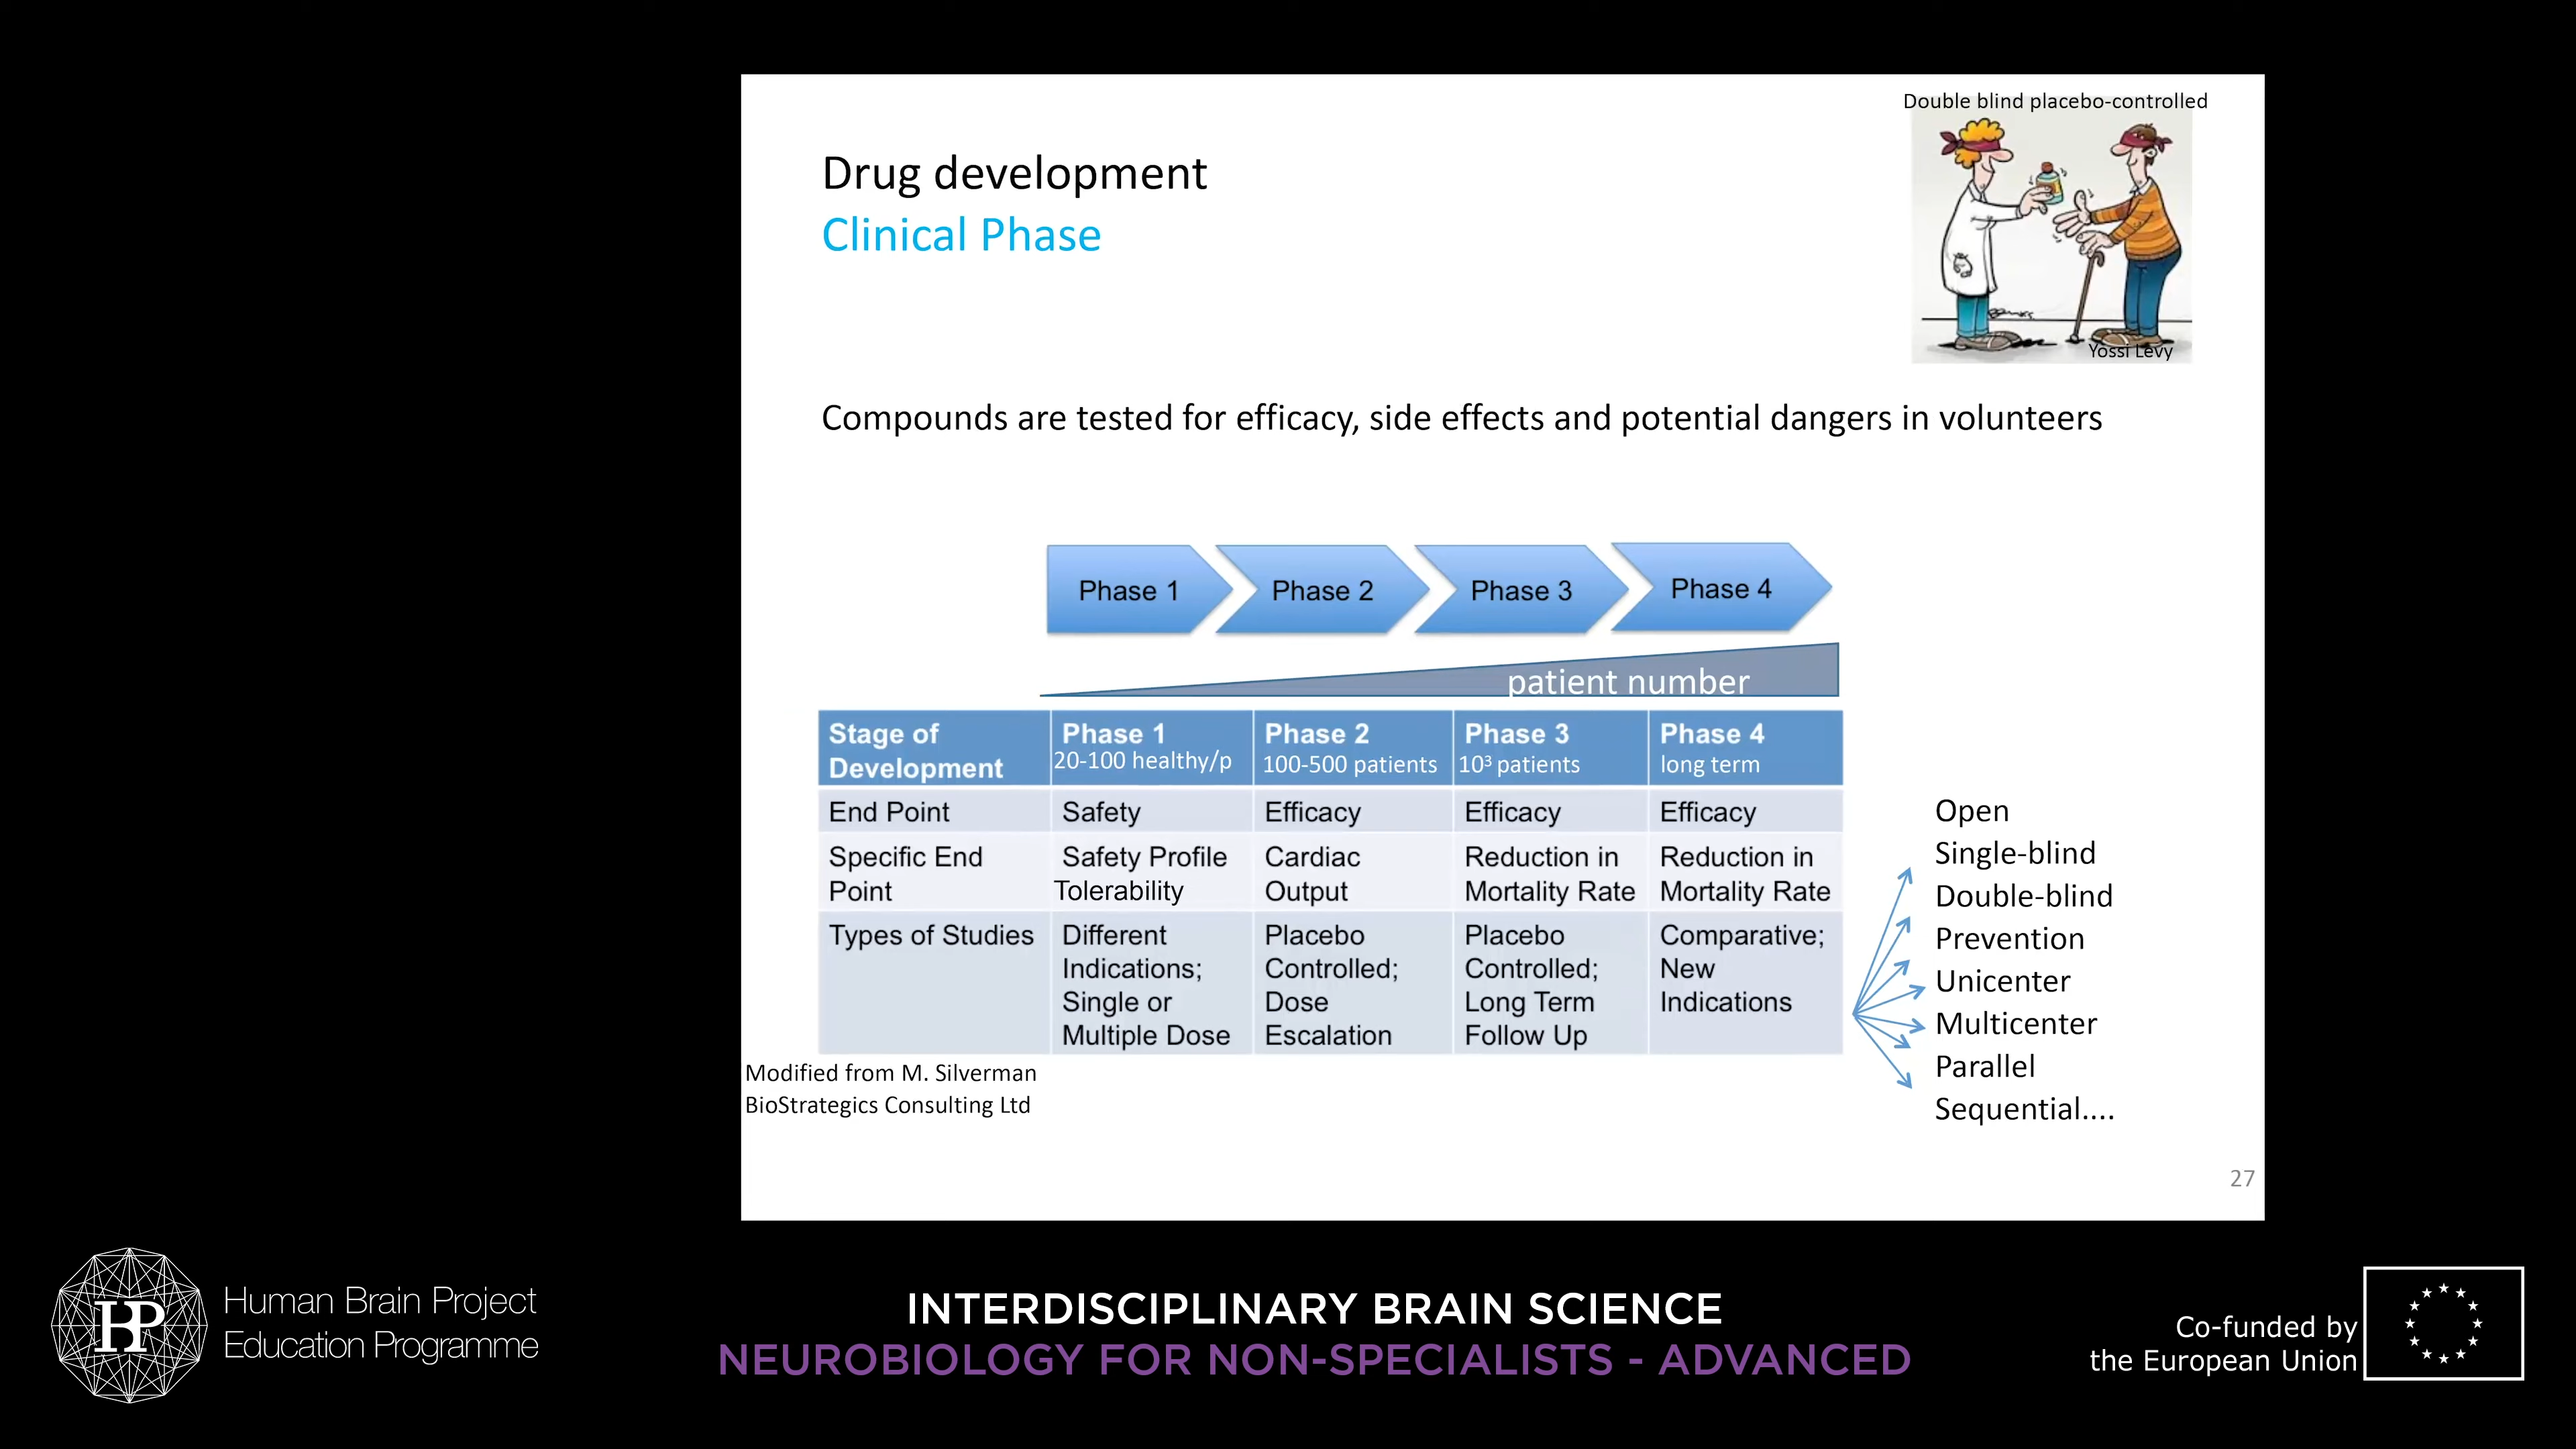 Double blind placebo-controlled
Drug development
Clinical Phase
Yossi Levy
Compounds are tested for efficacy, side effects and potential dangers in volunteers
Phase 1
Phase 2
Phase 3
Phase 4
patient number
Stage of
Development
Phase 1
20-100 healthy/p
Phase 2
100-500 patients
Phase 3
10³ patients
Phase 4
long term
End Point
Safety
Efficacy
Efficacy
Efficacy
Specific End
Point
Safety Profile
Tolerability
Cardiac
Output
Reduction in
Mortality Rate
Reduction in
Mortality Rate
Types of Studies
Different
Indications;
Single or
Multiple Dose
Placebo
Controlled;
Dose
Escalation
Placebo
Controlled;
Long Term
Follow Up
Comparative;
New
Indications
Open
Single-blind
Double-blind
Prevention
Unicenter
Multicenter
Parallel
Sequential....
Modified from M. Silverman
BioStrategics Consulting Ltd
27
HBP
Human Brain Project
Education Programme
INTERDISCIPLINARY BRAIN SCIENCE
NEUROBIOLOGY FOR NON-SPECIALISTS - ADVANCED
Co-funded by
the European Union